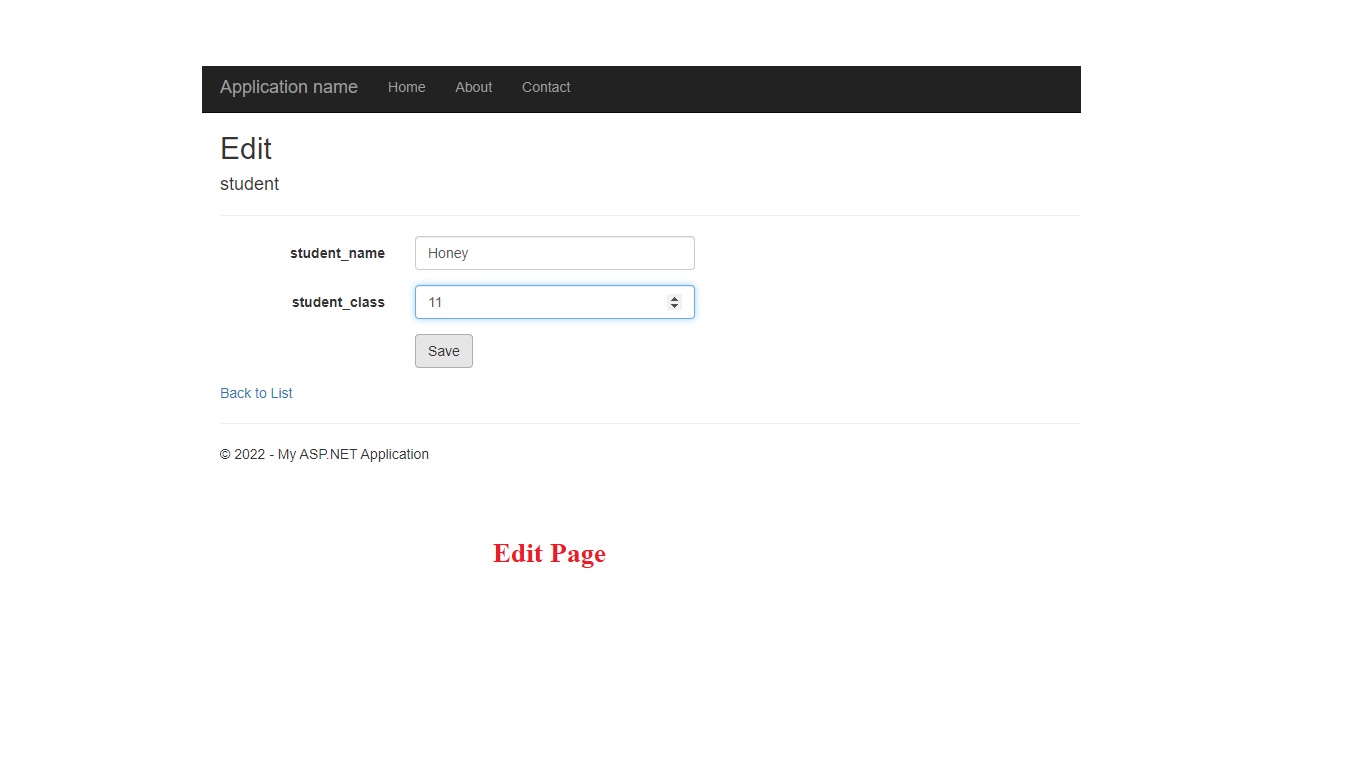 Application name Home About Contact
Edit
student
student_name Honey
student_class 11
Save
Back to List
© 2022 - My ASP.NET Application
Edit Page